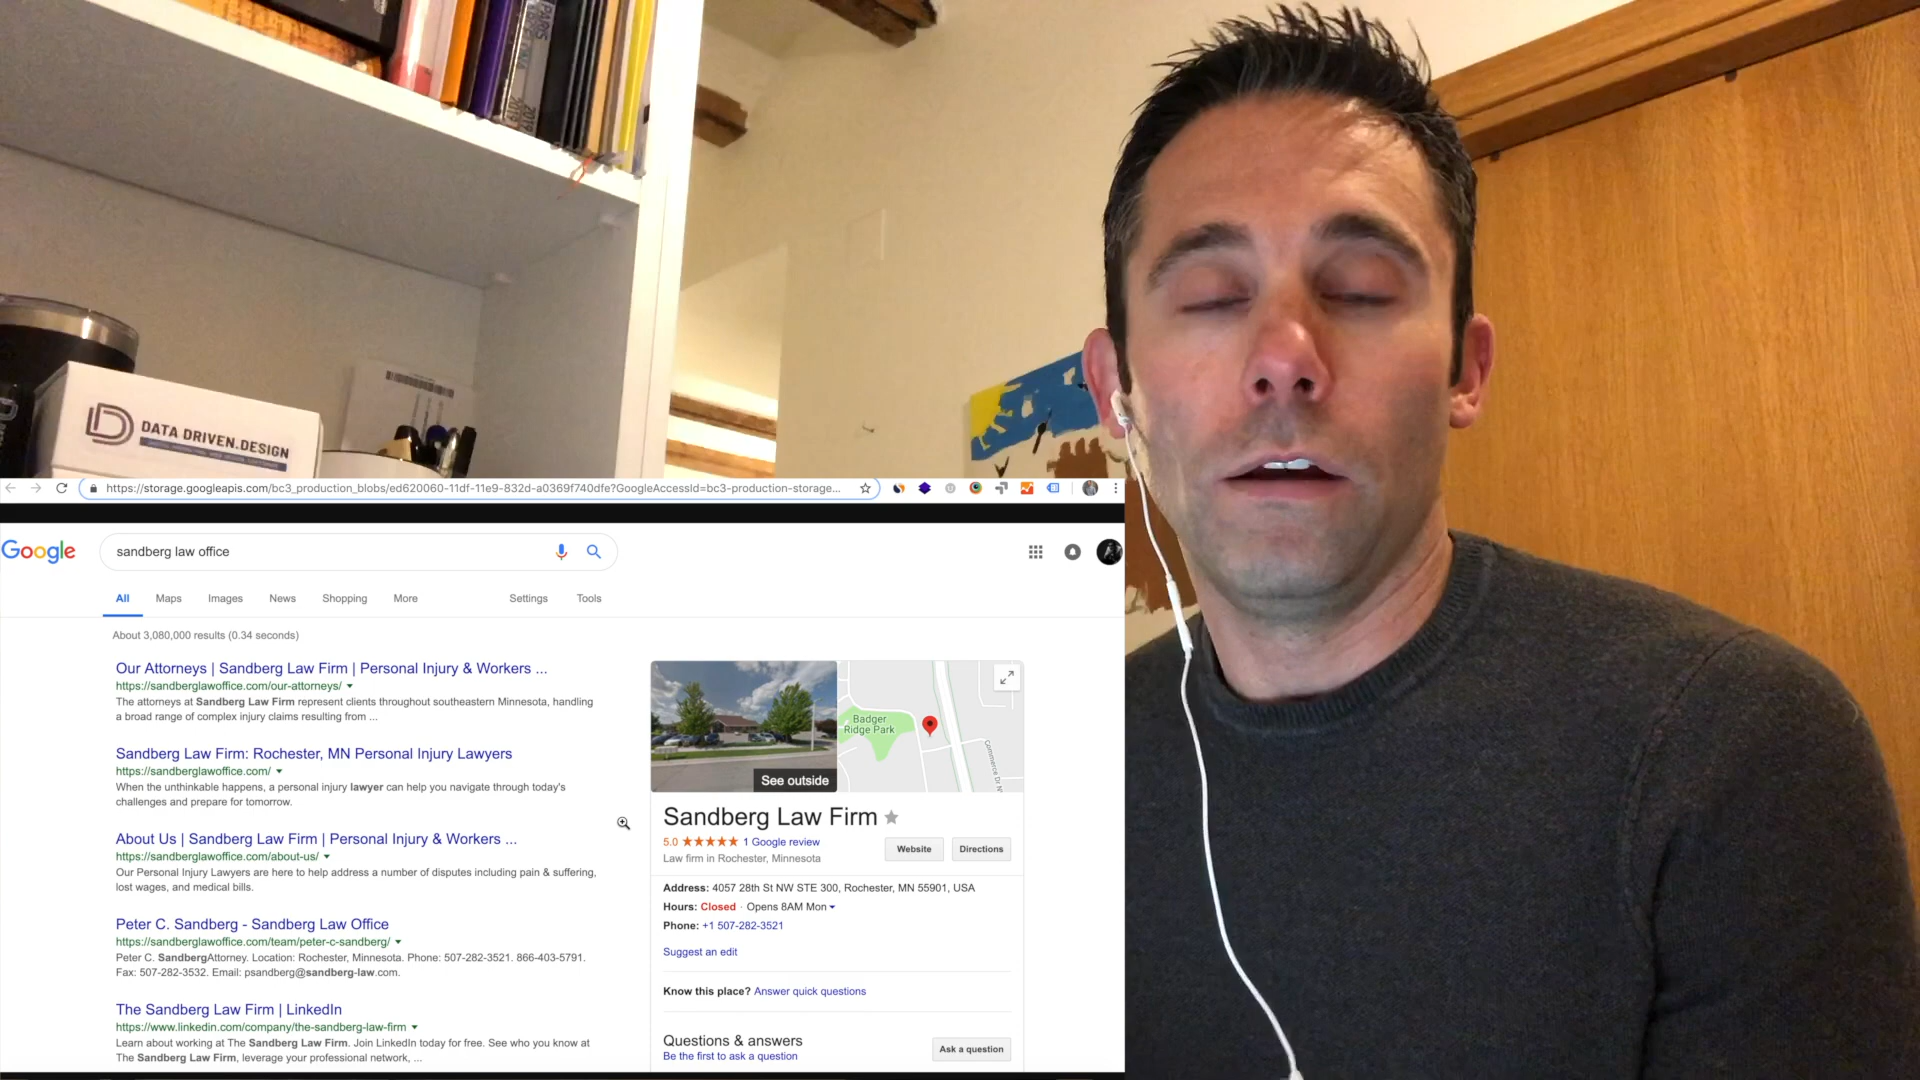 PARIS
2019
DATA DRIVEN.DESIGN
https://storage.googleapis.com/bc3_production_blobs/ed620060-11df-11e9-832d-a0369f740dfe?GoogleAccessId=bc3-production-storage...
Google
sandberg law office
All Maps Images News Shopping More Settings Tools
About 3,080,000 results (0.34 seconds)
Our Attorneys | Sandberg Law Firm | Personal Injury & Workers ...
https://sandberglawoffice.com/our-attorneys/
The attorneys at Sandberg Law Firm represent clients throughout southeastern Minnesota, handling
a broad range of complex injury claims resulting from ...
Sandberg Law Firm: Rochester, MN Personal Injury Lawyers
https://sandberglawoffice.com/
When the unthinkable happens, a personal injury lawyer can help you navigate through today's
challenges and prepare for tomorrow.
About Us | Sandberg Law Firm | Personal Injury & Workers ...
https://sandberglawoffice.com/about-us/
Our Personal Injury Lawyers are here to help address a number of disputes including pain & suffering,
lost wages, and medical bills.
Peter C. Sandberg - Sandberg Law Office
https://sandberglawoffice.com/team/peter-c-sandberg/
Peter C. SandbergAttorney. Location: Rochester, Minnesota. Phone: 507-282-3521. 866-403-5791.
Fax: 507-282-3532. Email: psandberg@sandberg-law.com.
The Sandberg Law Firm | LinkedIn
https://www.linkedin.com/company/the-sandberg-law-firm
Learn about working at The Sandberg Law Firm. Join LinkedIn today for free. See who you know at
The Sandberg Law Firm, leverage your professional network, ...
See outside
Badger
Ridge Park
Commerce Dr N
Sandberg Law Firm
5.0 1 Google review
Law firm in Rochester, Minnesota
Website Directions
Address: 4057 28th St NW STE 300, Rochester, MN 55901, USA
Hours: Closed · Opens 8AM Mon
Phone: +1 507-282-3521
Suggest an edit
Know this place? Answer quick questions
Questions & answers
Be the first to ask a question
Ask a question